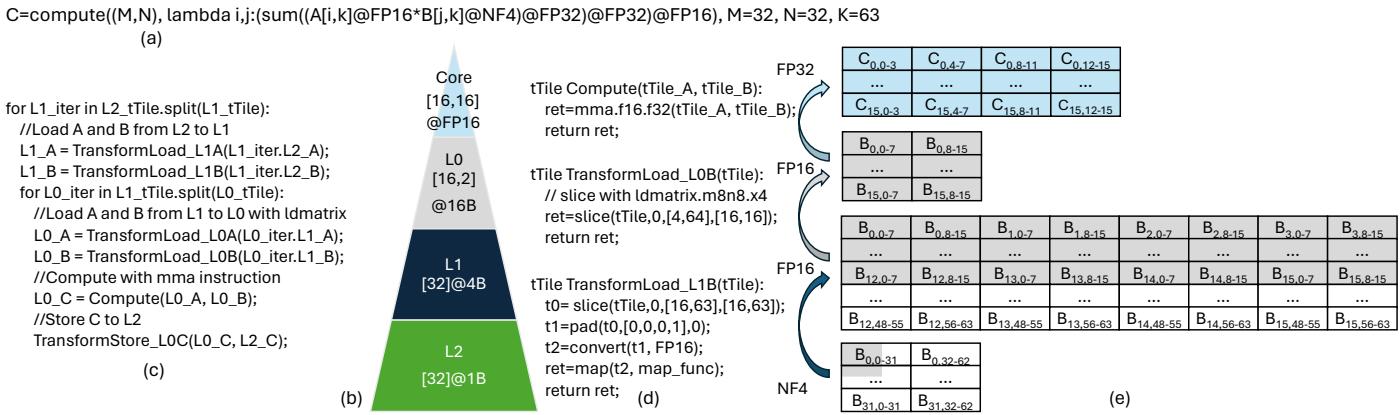 C=compute((M,N), lambda i,j:(sum((A[i,k]@FP16*B[j,k]@NF4)@FP32)@FP32)@FP16), M=32, N=32, K=63
(a)
for L1_iter in L2_tTile.split(L1_tTile):
//Load A and B from L2 to L1
L1_A = TransformLoad_L1A(L1_iter.L2_A);
L1_B = TransformLoad_L1B(L1_iter.L2_B);
for L0_iter in L1_tTile.split(L0_tTile):
//Load A and B from L1 to L0 with ldmatrix
L0_A = TransformLoad_L0A(L0_iter.L1_A);
L0_B = TransformLoad_L0B(L0_iter.L1_B);
//Compute with mma instruction
L0_C = Compute(L0_A, L0_B);
//Store C to L2
TransformStore_L0C(L0_C, L2_C);
(c)
Core
[16,16]
@FP16
L0
[16,2]
@16B
L1
[32]@4B
L2
[32]@1B
(b)
tTile Compute(tTile_A, tTile_B):
ret=mma.f16.f32(tTile_A, tTile_B);
return ret;
tTile TransformLoad_L0B(tTile):
// slice with ldmatrix.m8n8.x4
ret=slice(tTile,0,[4,64],[16,16]);
return ret;
tTile TransformLoad_L1B(tTile):
t0= slice(tTile,0,[16,63],[16,63]);
t1=pad(t0,[0,0,0,1],0);
t2=convert(t1, FP16);
ret=map(t2, map_func);
return ret;
(d)
FP32
FP16
FP16
NF4
C0,0-3 C0,4-7 C0,8-11 C0,12-15
... ... ... ...
C15,0-3 C15,4-7 C15,8-11 C15,12-15
B0,0-7 B0,8-15
... ...
B15,0-7 B15,8-15
B0,0-7 B0,8-15 B1,0-7 B1,8-15 B2,0-7 B2,8-15 B3,0-7 B3,8-15
... ... ... ... ... ... ... ...
B12,0-7 B12,8-15 B13,0-7 B13,8-15 B14,0-7 B14,8-15 B15,0-7 B15,8-15
... ... ... ... ... ... ... ...
B12,48-55 B12,56-63 B13,48-55 B13,56-63 B14,48-55 B14,56-63 B15,48-55 B15,56-63
B0,0-31 B0,32-62
... ...
B31,0-31 B31,32-62
(e)